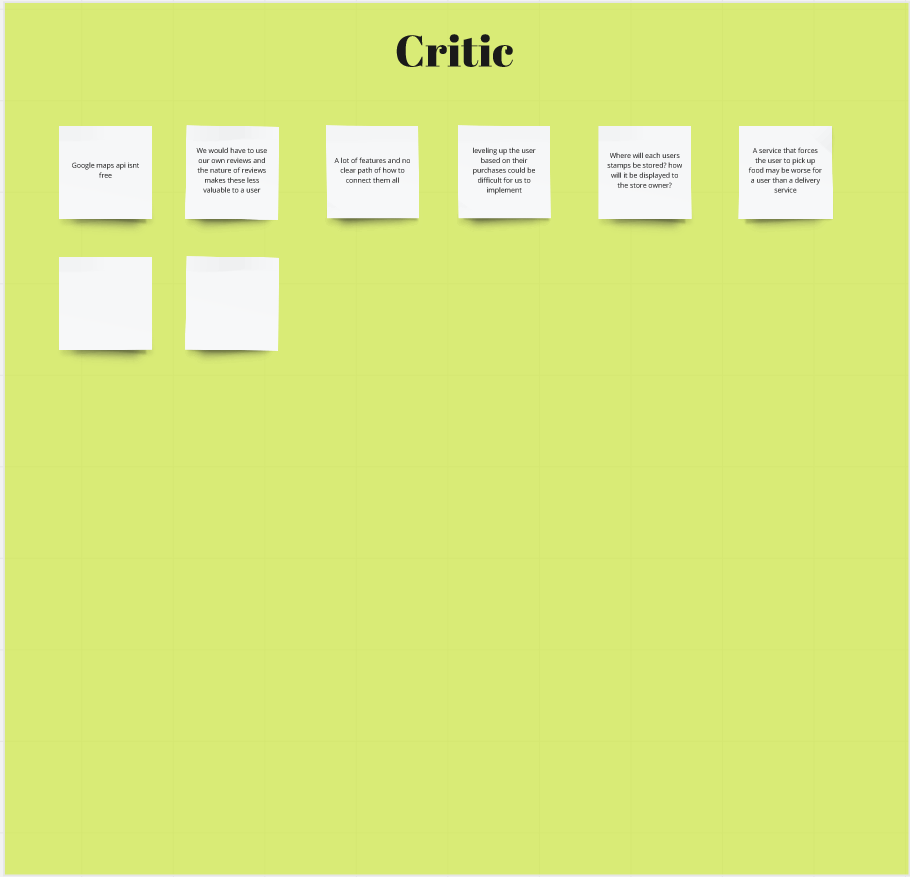 Critic
Google maps api isnt
free
We would have to use
our own reviews and
the nature of reviews
makes these less
valuable to a user
A lot of features and no
clear path of how to
connect them all
leveling up the user
based on their
purchases could be
difficult for us to
implement
Where will each users
stamps be stored? how
will it be displayed to
the store owner?
A service that forces
the user to pick up
food may be worse for
a user than a delivery
service